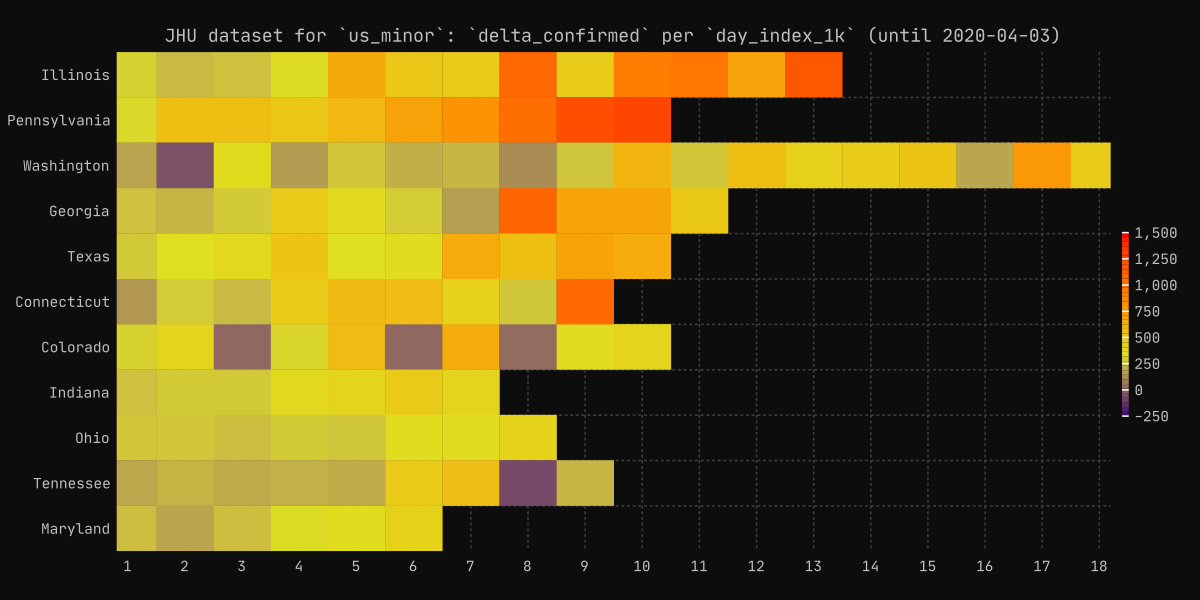 JHU dataset for `us_minor`: `delta_confirmed` per `day_index_1k` (until 2020-04-03)
Illinois
Pennsylvania
Washington
Georgia
Texas
Connecticut
Colorado
Indiana
Ohio
Tennessee
Maryland
1 2 3 4 5 6 7 8 9 10 11 12 13 14 15 16 17 18
1,500
1,250
1,000
750
500
250
0
−250